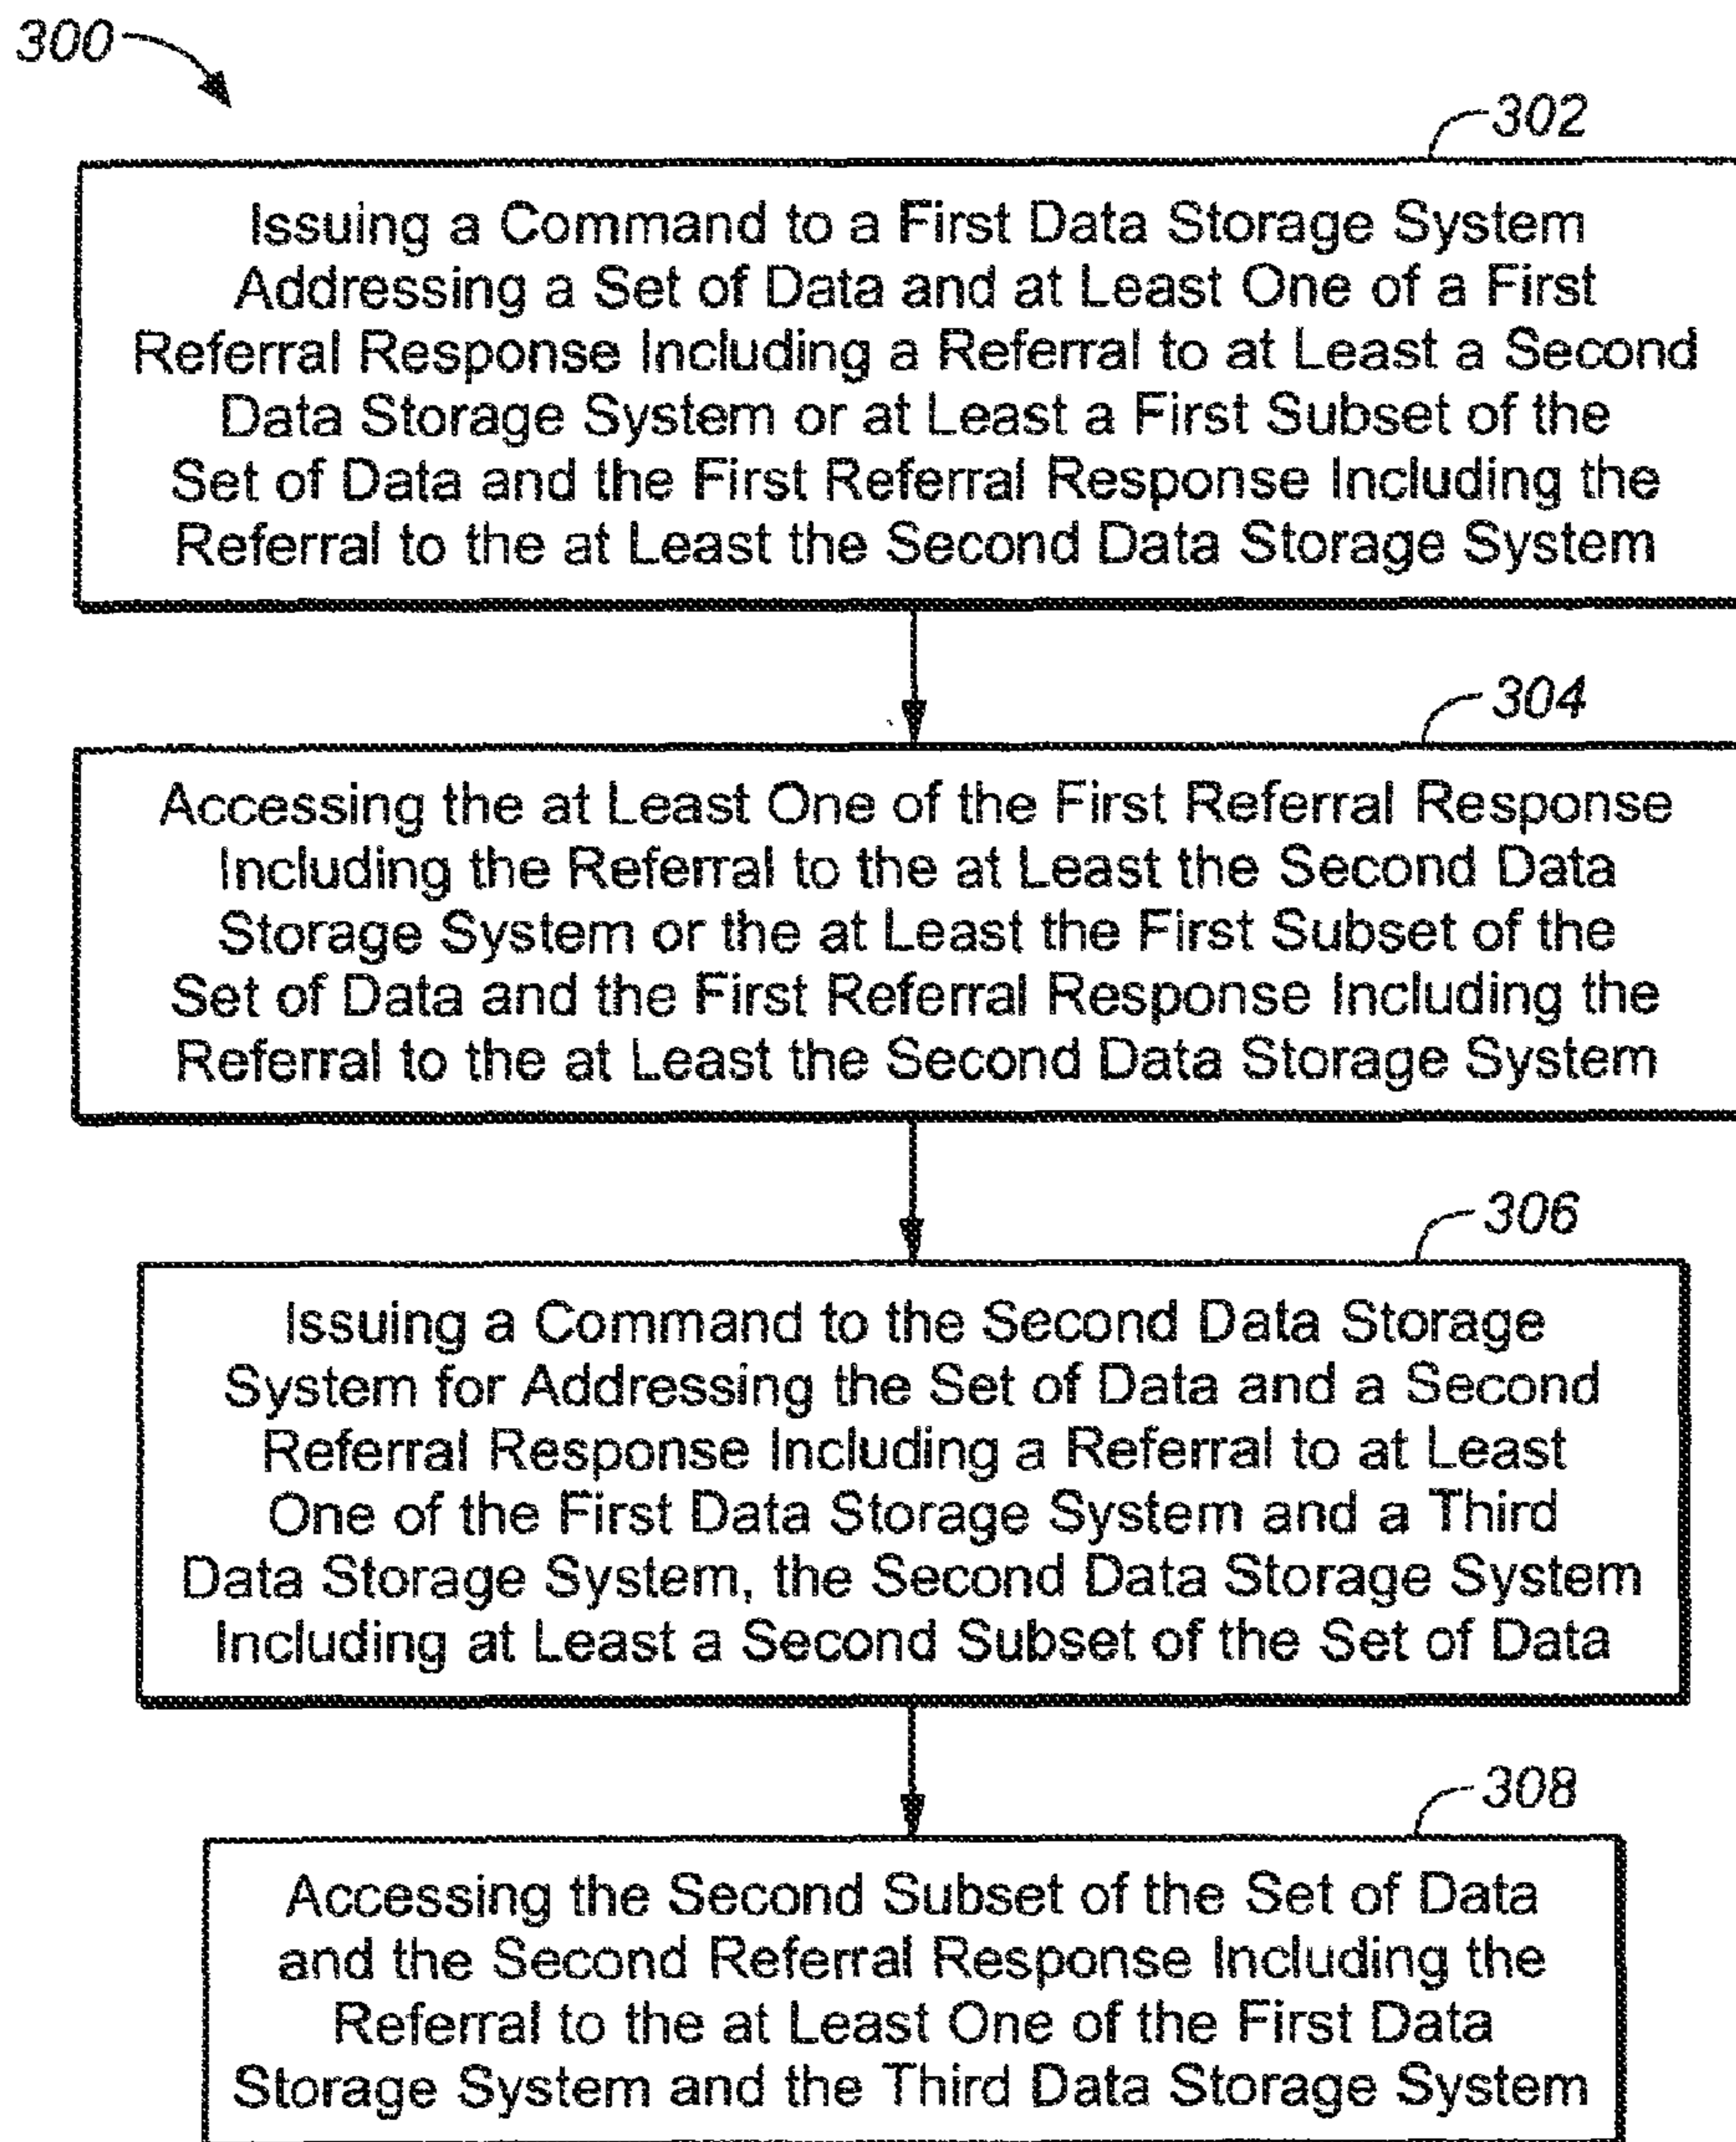 300
302
Issuing a Command to a First Data Storage System
Addressing a Set of Data and at Least One of a First
Referral Response Including a Referral to at Least a Second
Data Storage System or at Least a First Subset of the
Set of Data and the First Referral Response Including the
Referral to the at Least the Second Data Storage System
304
Accessing the at Least One of the First Referral Response
Including the Referral to the at Least the Second Data
Storage System or the at Least the First Subset of the
Set of Data and the First Referral Response Including the
Referral to the at Least the Second Data Storage System
306
Issuing a Command to the Second Data Storage
System for Addressing the Set of Data and a Second
Referral Response Including a Referral to at Least
One of the First Data Storage System and a Third
Data Storage System, the Second Data Storage System
Including at Least a Second Subset of the Set of Data
308
Accessing the Second Subset of the Set of Data
and the Second Referral Response Including the
Referral to the at Least One of the First Data
Storage System and the Third Data Storage System